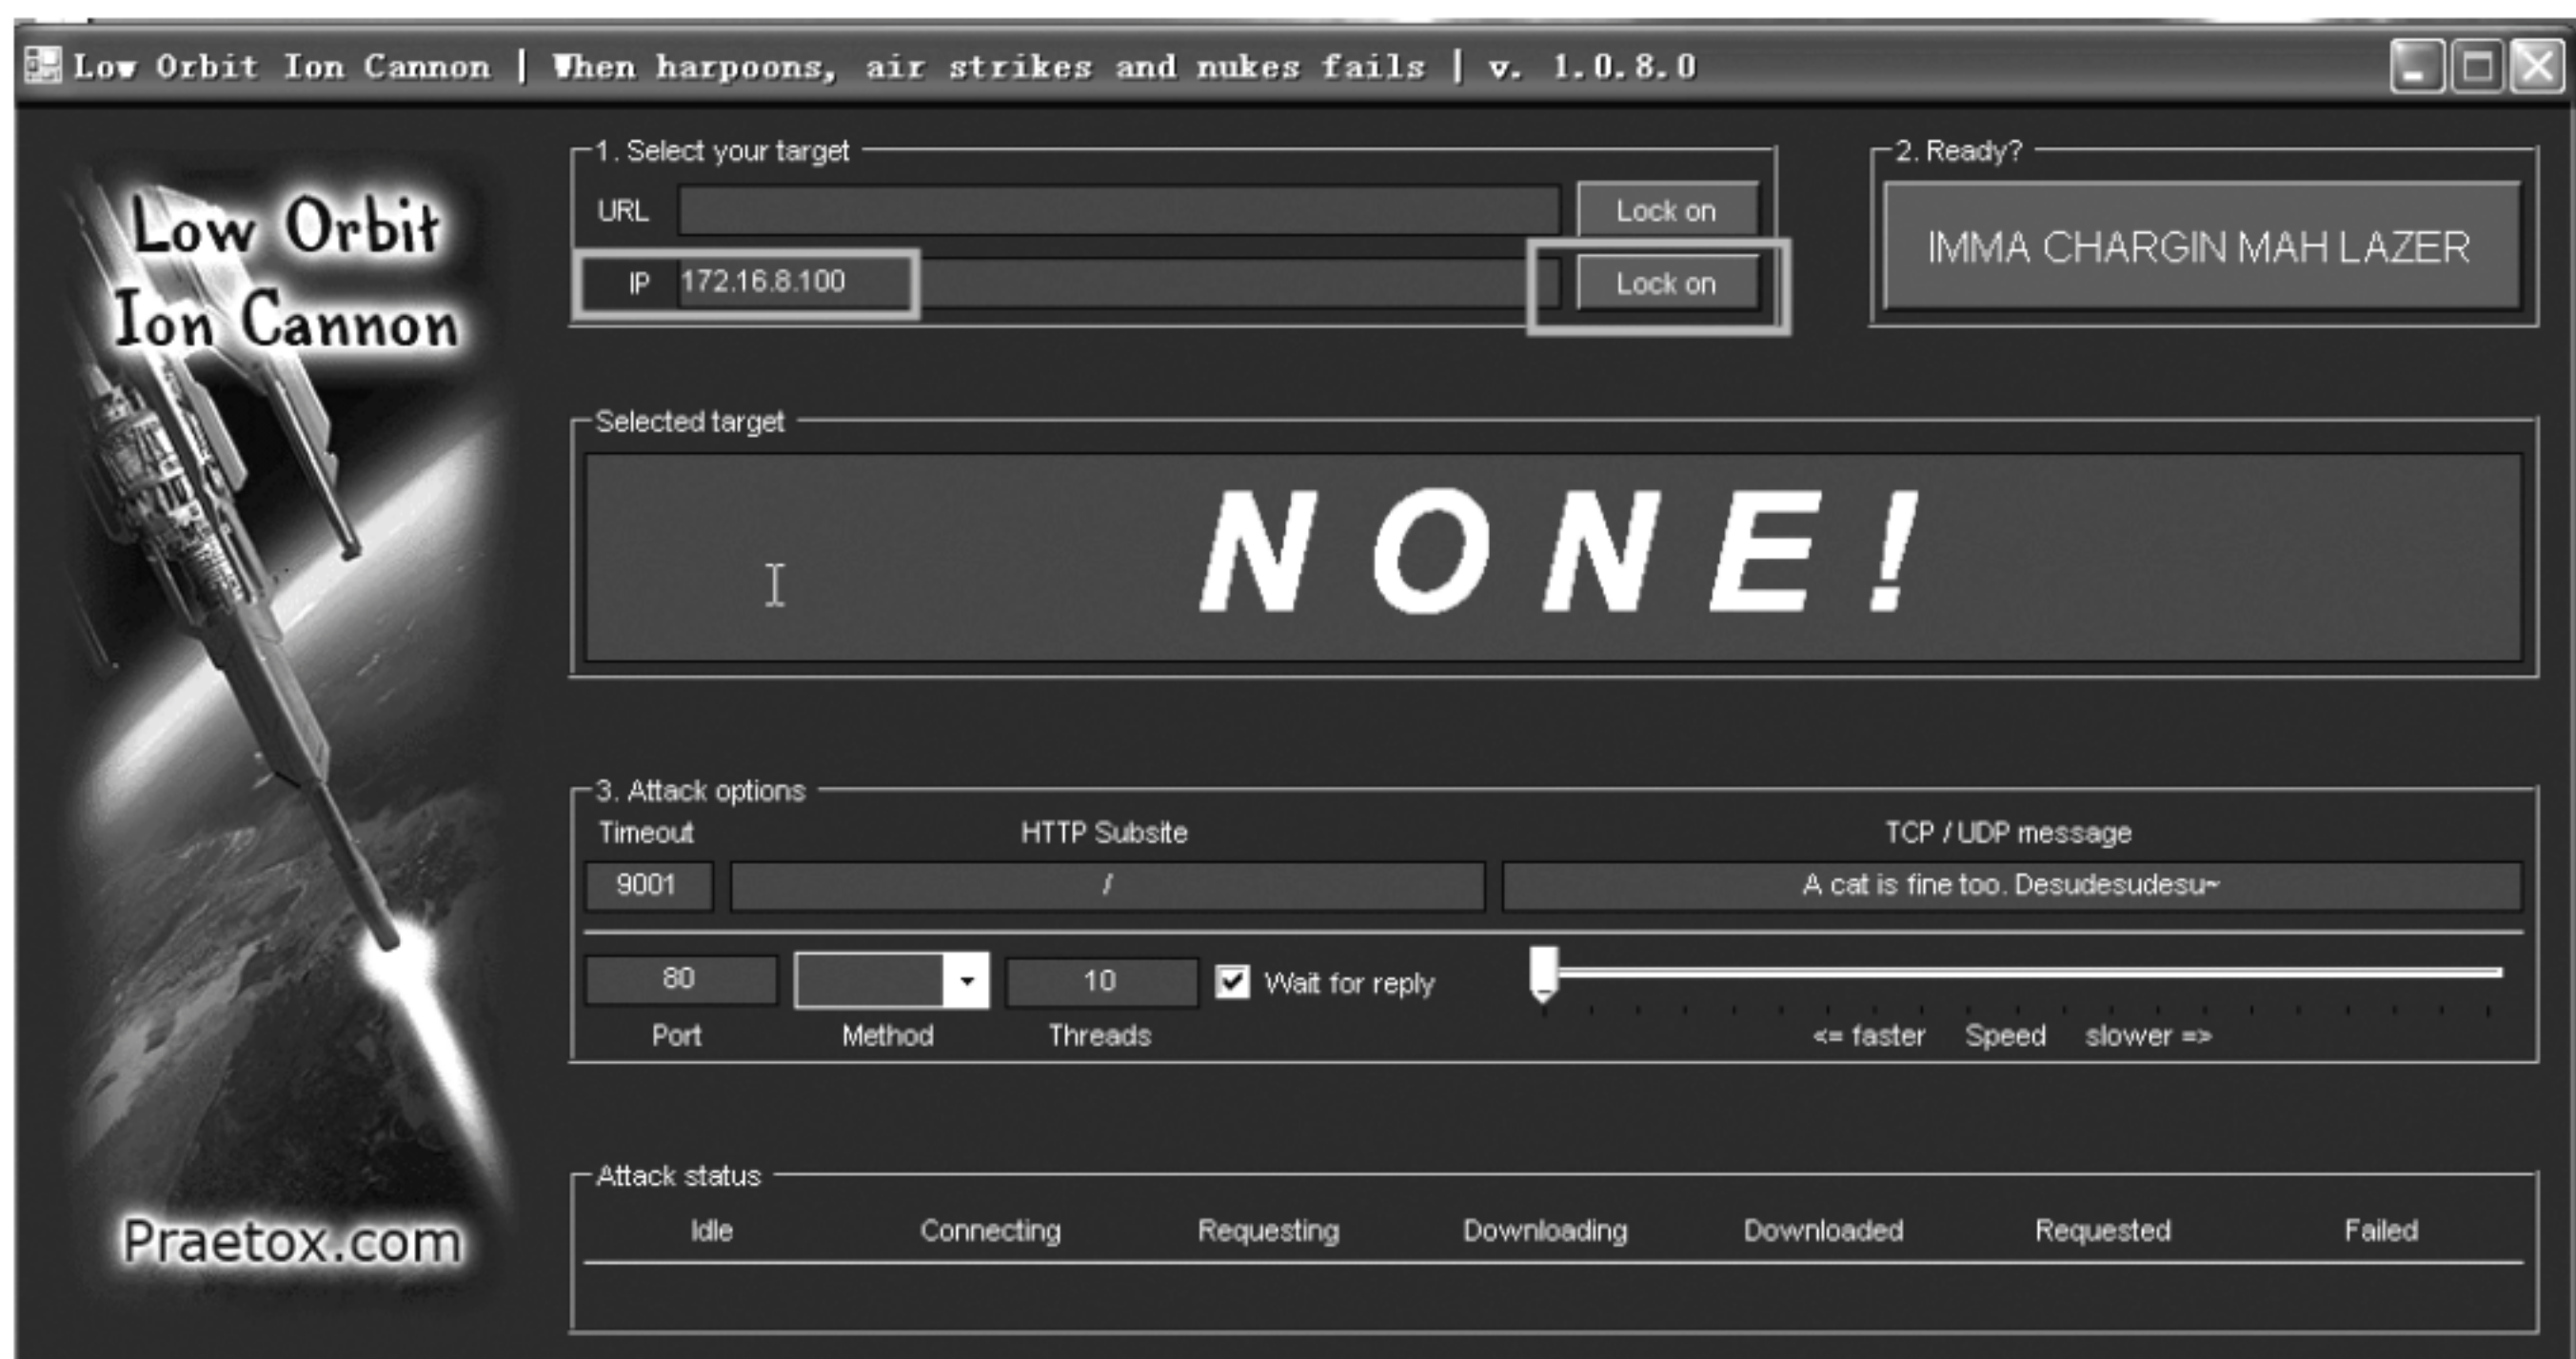 Low Orbit Ion Cannon | When harpoons, air strikes and nukes fails | v. 1.0.8.0
Low Orbit
Ion Cannon
1. Select your target
URL
Lock on
IP
172.16.8.100
Lock on
2. Ready?
IMMA CHARGIN MAH LAZER
Selected target
NONE!
3. Attack options
Timeout
HTTP Subsite
TCP / UDP message
9001
/
A cat is fine too. Desudesudesu~
80
10
Wait for reply
Port
Method
Threads
<= faster Speed slower =>
Attack status
Idle Connecting Requesting Downloading Downloaded Requested Failed
Praetox.com